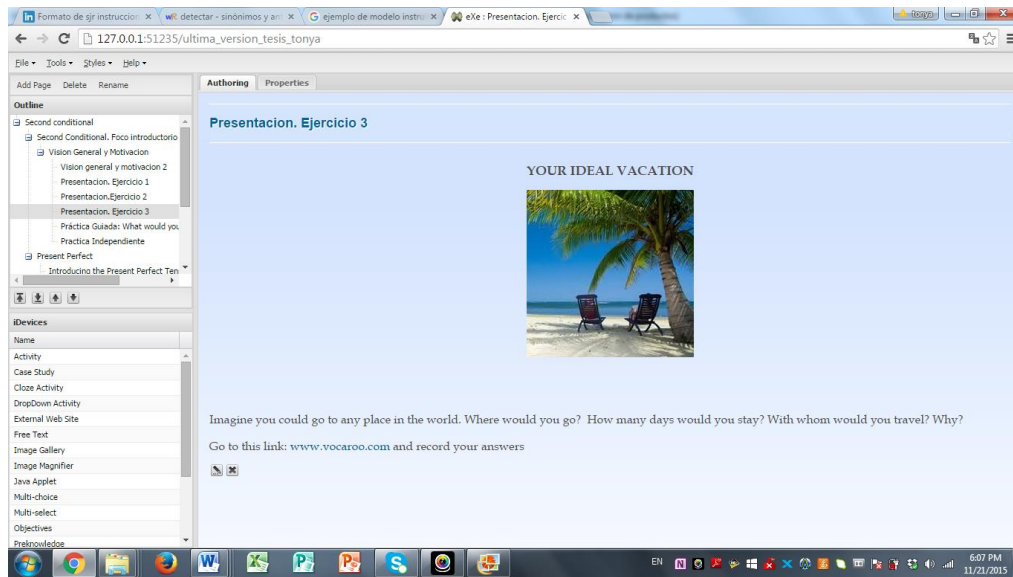 Formato de sjr instruccion
detectar - sinónimos y an
ejemplo de modelo instru
eXe : Presentacion. Ejercic
tonya
127.0.0.1:51235/ultima_version_tesis_tonya
File Tools Styles Help
Add Page Delete Rename
Outline
Second conditional
Second Conditional. Foco introductorio
Vision General y Motivacion
Vision general y motivacion 2
Presentacion. Ejercicio 1
Presentacion.Ejercicio 2
Presentacion. Ejercicio 3
Práctica Guiada: What would you
Practica Independiente
Present Perfect
Introducing the Present Perfect Ten
iDevices
Name
Activity
Case Study
Cloze Activity
DropDown Activity
External Web Site
Free Text
Image Gallery
Image Magnifier
Java Applet
Multi-choice
Multi-select
Objectives
Preknowledge
Authoring Properties
Presentacion. Ejercicio 3
YOUR IDEAL VACATION
Imagine you could go to any place in the world. Where would you go? How many days would you stay? With whom would you travel? Why?
Go to this link: www.vocaroo.com and record your answers
EN
6:07 PM
11/21/2015